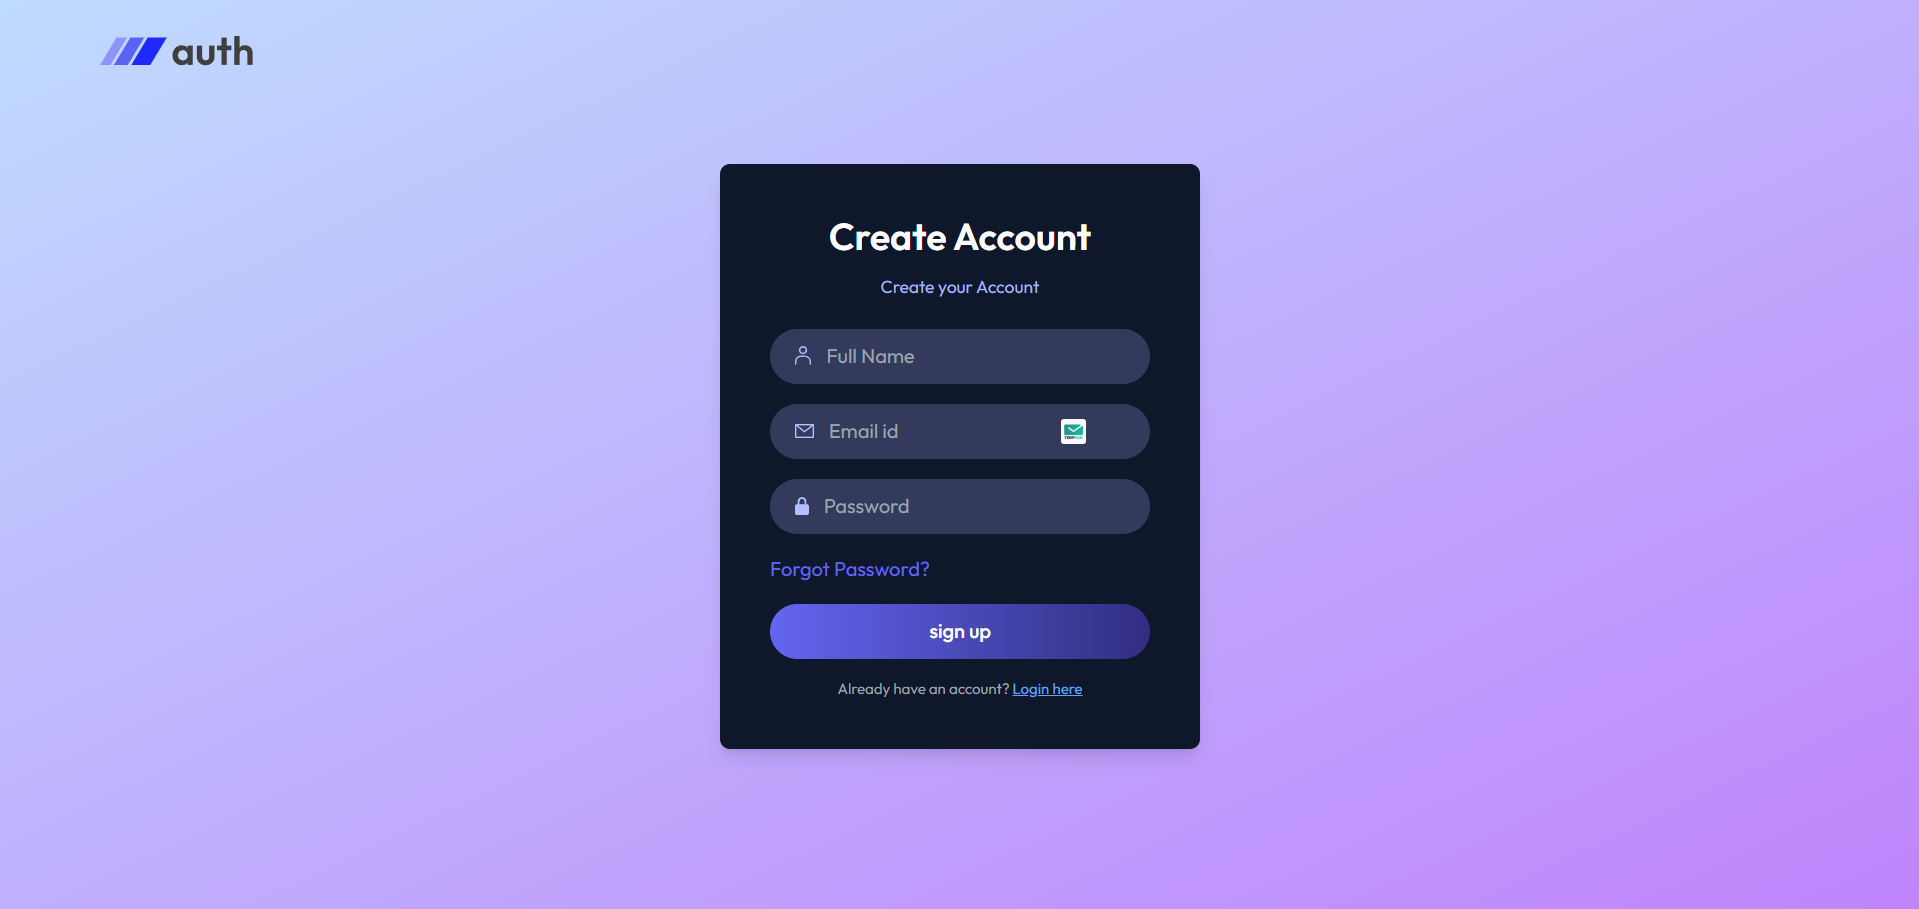 auth
Create Account
Create your Account
Full Name
Email id
Password
Forgot Password?
sign up
Already have an account? Login here